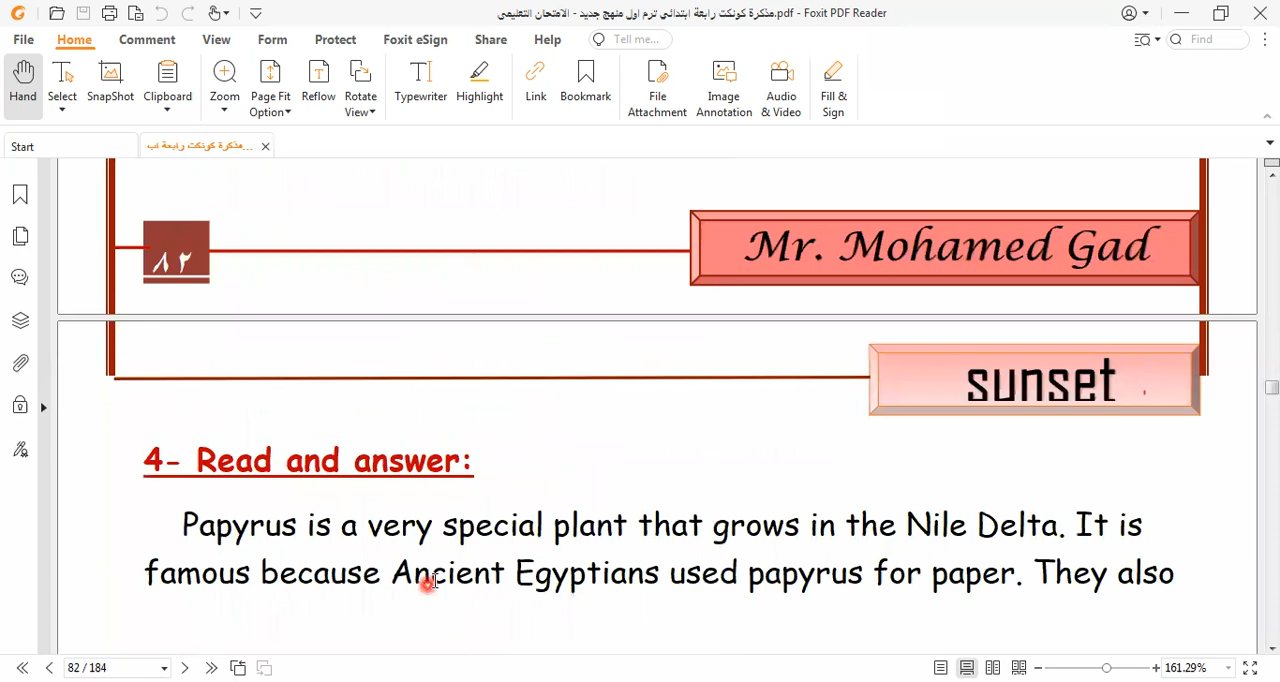 مذكرة كونكت رابعة ابتدائي ترم اول منهج جديد - الامتحان التعليمي.pdf - Foxit PDF Reader
File Home Comment View Form Protect Foxit eSign Share Help Tell me... Find
Hand Select SnapShot Clipboard Zoom Page Fit Option Reflow Rotate View Typewriter Highlight Link Bookmark File Attachment Image Annotation Audio & Video Fill & Sign
Start مذكرة كونكت رابعة اب...
٨٢ Mr. Mohamed Gad
sunset
4- Read and answer:
Papyrus is a very special plant that grows in the Nile Delta. It is
famous because Ancient Egyptians used papyrus for paper. They also
82 / 184 161.29%